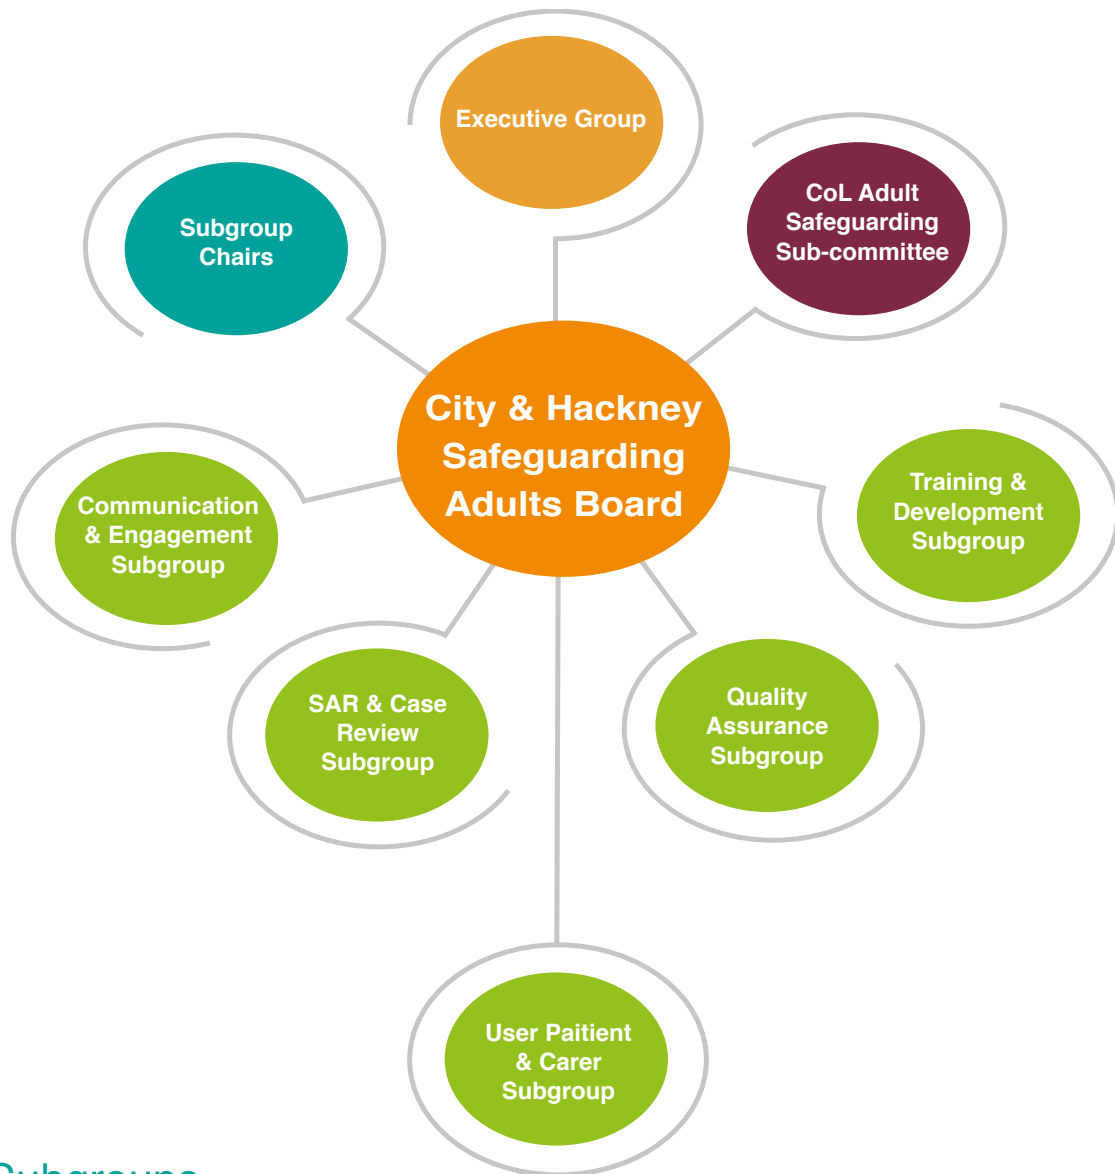 Executive Group
CoL Adult
Safeguarding
Sub-committee
Subgroup
Chairs
City & Hackney
Safeguarding
Adults Board
Communication
& Engagement
Subgroup
Training &
Development
Subgroup
SAR & Case
Review
Subgroup
Quality
Assurance
Subgroup
User Paitient
& Carer
Subgroup
Subgroups